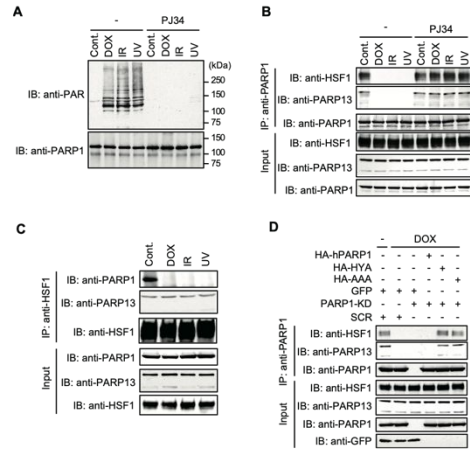 A
- PJ34
Cont. DOX IR UV Cont. DOX IR UV
(kDa)
250
150
IB: anti-PAR
100
75
150
IB: anti-PARP1
100
75
B
- PJ34
Cont. DOX IR UV Cont. DOX IR UV
IP: anti-PARP1
IB: anti-HSF1
IB: anti-PARP13
IB: anti-PARP1
Input
IB: anti-HSF1
IB: anti-PARP13
IB: anti-PARP1
C
Cont. DOX IR UV
IP: anti-HSF1
IB: anti-PARP1
IB: anti-PARP13
IB: anti-HSF1
Input
IB: anti-PARP1
IB: anti-PARP13
IB: anti-HSF1
D
- DOX
HA-hPARP1 - - - + - -
HA-HYA - - - - + -
HA-AAA - - - - - +
GFP + + + - - -
PARP1-KD - - + + + +
SCR + + - - - -
IP: anti-PARP1
IB: anti-HSF1
IB: anti-PARP13
IB: anti-PARP1
Input
IB: anti-HSF1
IB: anti-PARP13
IB: anti-PARP1
IB: anti-GFP